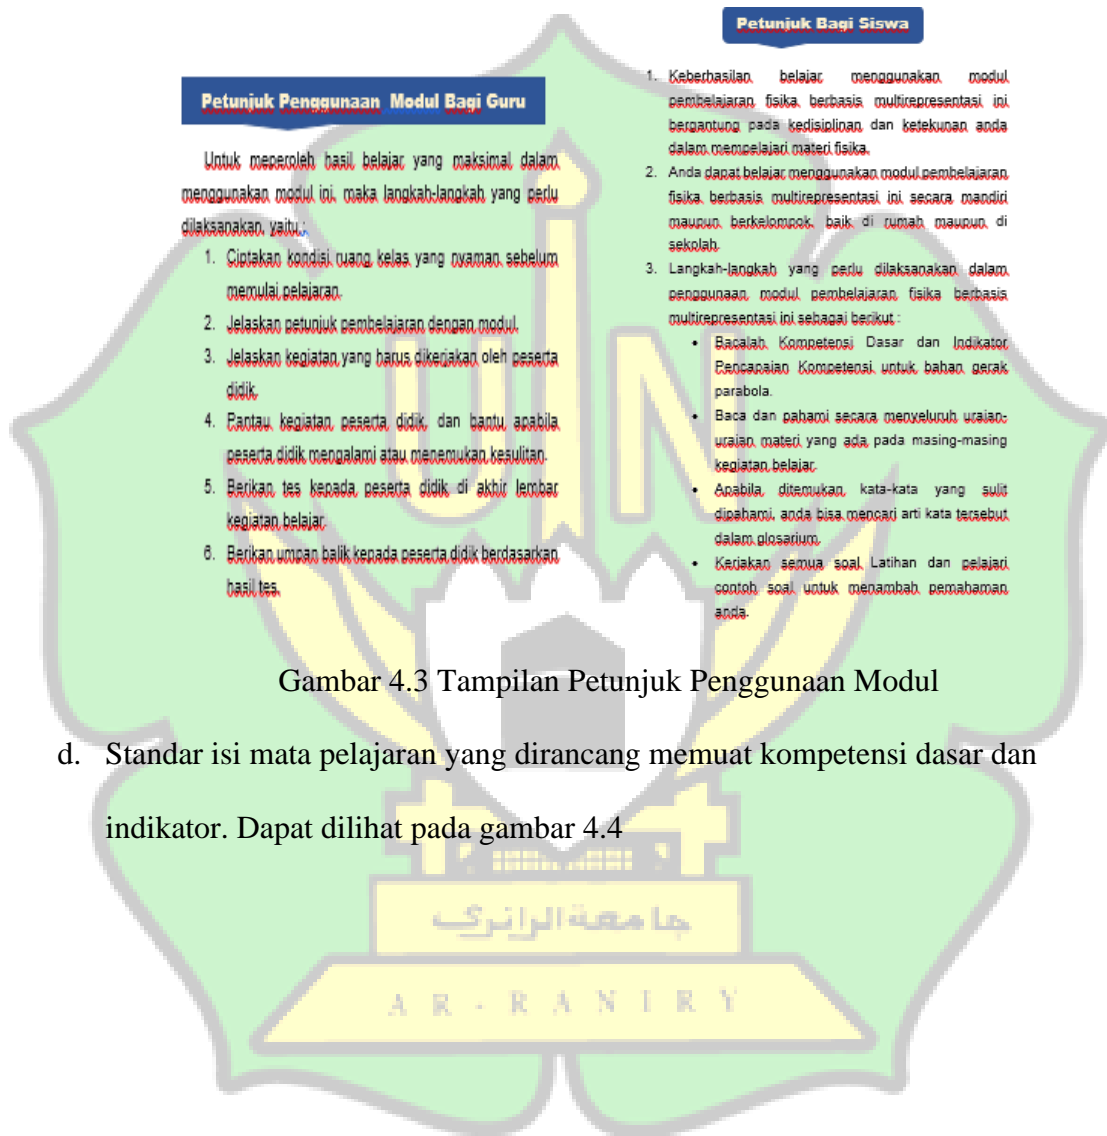 Petunjuk Penggunaan Modul Bagi Guru
Untuk meperoleh hasil belajar yang maksimal dalam
menggunakan modul ini, maka langkah-langkah yang perlu
dilaksanakan, yaitu :
1. Ciptakan kondisi ruang kelas yang nyaman sebelum
memulai pelajaran.
2. Jelaskan petunjuk pembelajaran dengan modul.
3. Jelaskan kegiatan yang harus dikerjakan oleh peserta
didik.
4. Pantau kegiatan peserta didik, dan bantu apabila
peserta didik mengalami atau menemukan kesulitan.
5. Berikan tes kepada peserta didik di akhir lembar
kegiatan belajar.
6. Berikan umpan balik kepada peserta didik berdasarkan
hasil tes.
Petunjuk Bagi Siswa
1. Keberhasilan belajar menggunakan modul
pembelajaran fisika berbasis multirepresentasi ini
bergantung pada kedisiplinan dan ketekunan anda
dalam mempelajari materi fisika.
2. Anda dapat belajar menggunakan modul pembelajaran
fisika berbasis multirepresentasi ini secara mandiri
maupun berkelompok, baik di rumah maupun di
sekolah.
3. Langkah-langkah yang perlu dilaksanakan dalam
penggunaan modul pembelajaran fisika berbasis
multirepresentasi ini sebagai berikut :
• Bacalah Kompetensi Dasar dan Indikator
Pencapaian Kompetensi untuk bahan gerak
parabola.
• Baca dan pahami secara menyeluruh uraian-
uraian materi yang ada pada masing-masing
kegiatan belajar.
• Apabila ditemukan kata-kata yang sulit
dipahami, anda bisa mencari arti kata tersebut
dalam glosarium.
• Kerjakan semua soal Latihan dan pelajari
contoh soal untuk menambah pemahaman
anda.
Gambar 4.3 Tampilan Petunjuk Penggunaan Modul
d. Standar isi mata pelajaran yang dirancang memuat kompetensi dasar dan
indikator. Dapat dilihat pada gambar 4.4
UIN
جامعة الرانري
AR-RANIRY